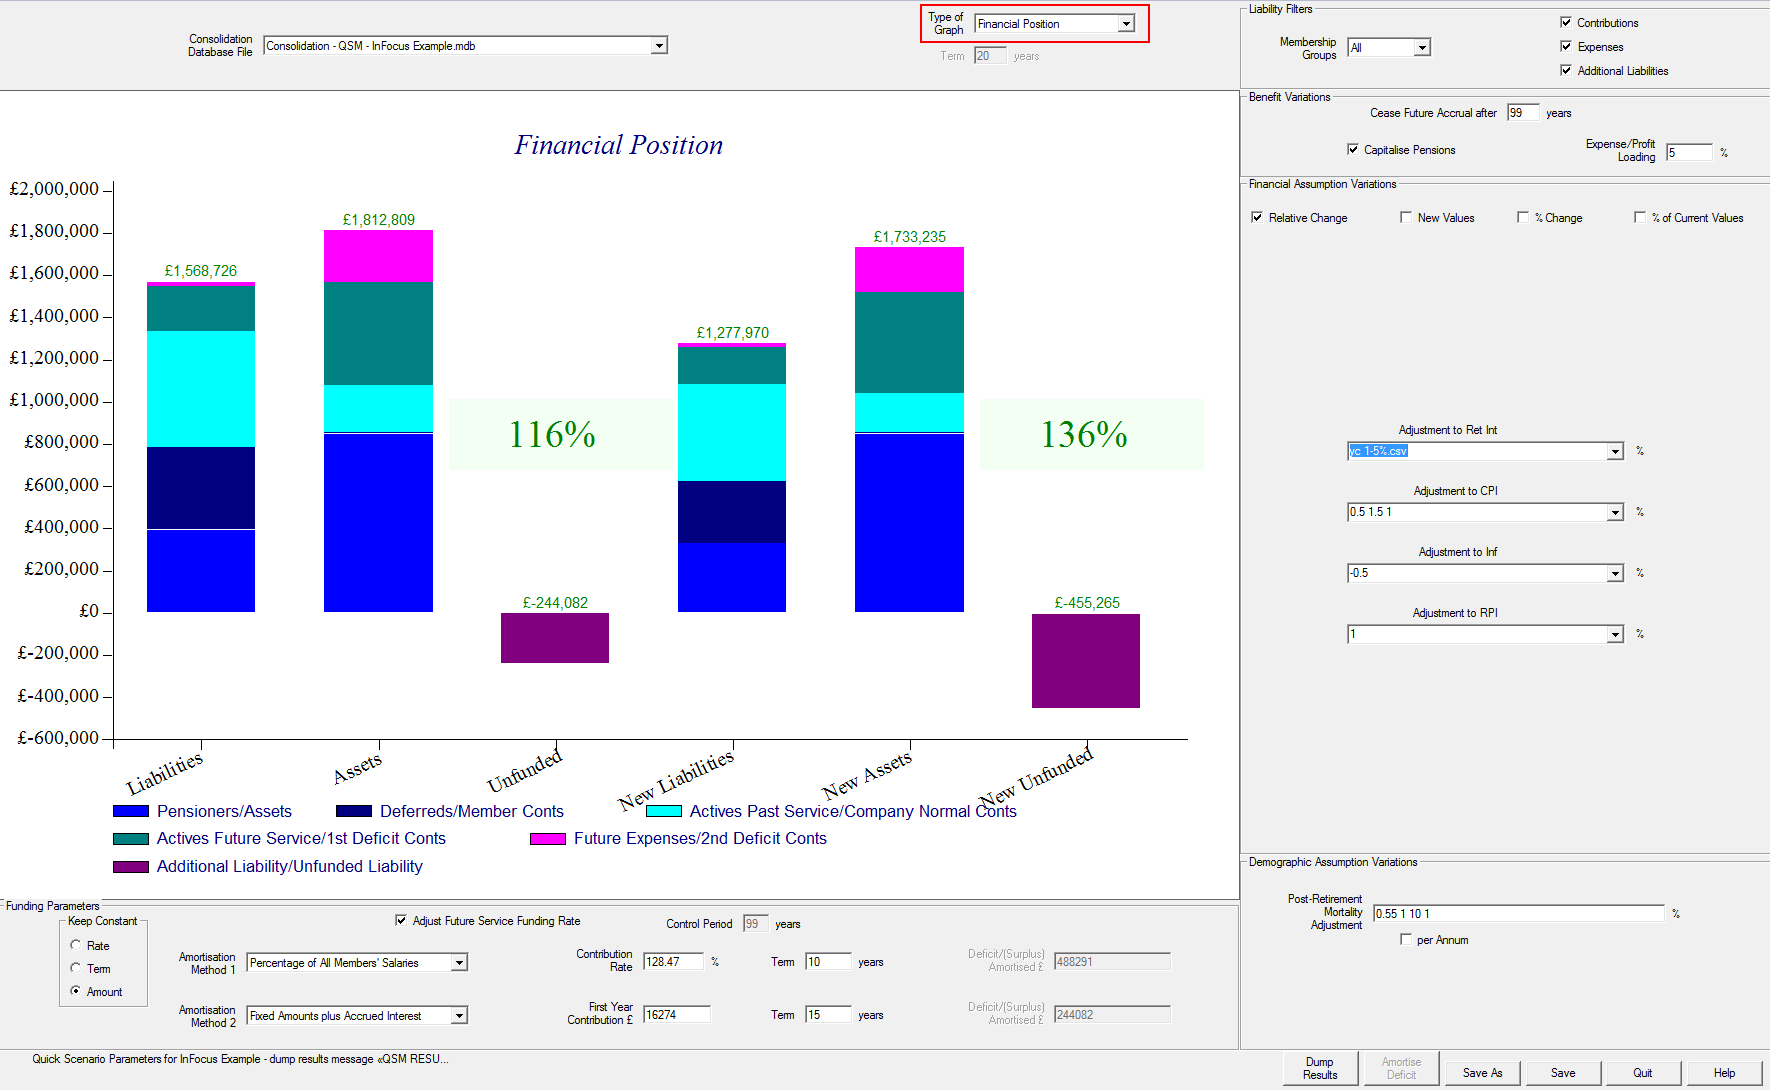 Consolidation
Database File
Consolidation - QSM - InFocus Example.mdb
Type of
Graph
Financial Position
Term 20 years
Liability Filters
Membership
Groups
All
Contributions
Expenses
Additional Liabilities
Benefit Variations
Cease Future Accrual after 99 years
Capitalise Pensions
Expense/Profit
Loading
5 %
Financial Assumption Variations
Relative Change
New Values
% Change
% of Current Values
Adjustment to Ret Int
yc 1-5%.csv %
Adjustment to CPI
0.5 1.5 1 %
Adjustment to Inf
-0.5 %
Adjustment to RPI
1 %
Demographic Assumption Variations
Post-Retirement
Mortality
Adjustment
0.55 1 10 1 %
per Annum
Financial Position
£2,000,000
£1,800,000
£1,600,000
£1,400,000
£1,200,000
£1,000,000
£800,000
£600,000
£400,000
£200,000
£0
£-200,000
£-400,000
£-600,000
£1,568,726
£1,812,809
£-244,082
£1,277,970
£1,733,235
£-455,265
116%
136%
Liabilities
Assets
Unfunded
New Liabilities
New Assets
New Unfunded
Pensioners/Assets
Deferreds/Member Conts
Actives Past Service/Company Normal Conts
Actives Future Service/1st Deficit Conts
Future Expenses/2nd Deficit Conts
Additional Liability/Unfunded Liability
Funding Parameters
Keep Constant
Rate
Term
Amount
Adjust Future Service Funding Rate
Control Period 99 years
Amortisation
Method 1
Percentage of All Members' Salaries
Contribution
Rate
128.47 %
Term 10 years
Deficit/(Surplus)
Amortised £
488291
Amortisation
Method 2
Fixed Amounts plus Accrued Interest
First Year
Contribution £
16274
Term 15 years
Deficit/(Surplus)
Amortised £
244082
Quick Scenario Parameters for InFocus Example - dump results message «QSM RESU...
Dump
Results
Amortise
Deficit
Save As
Save
Quit
Help